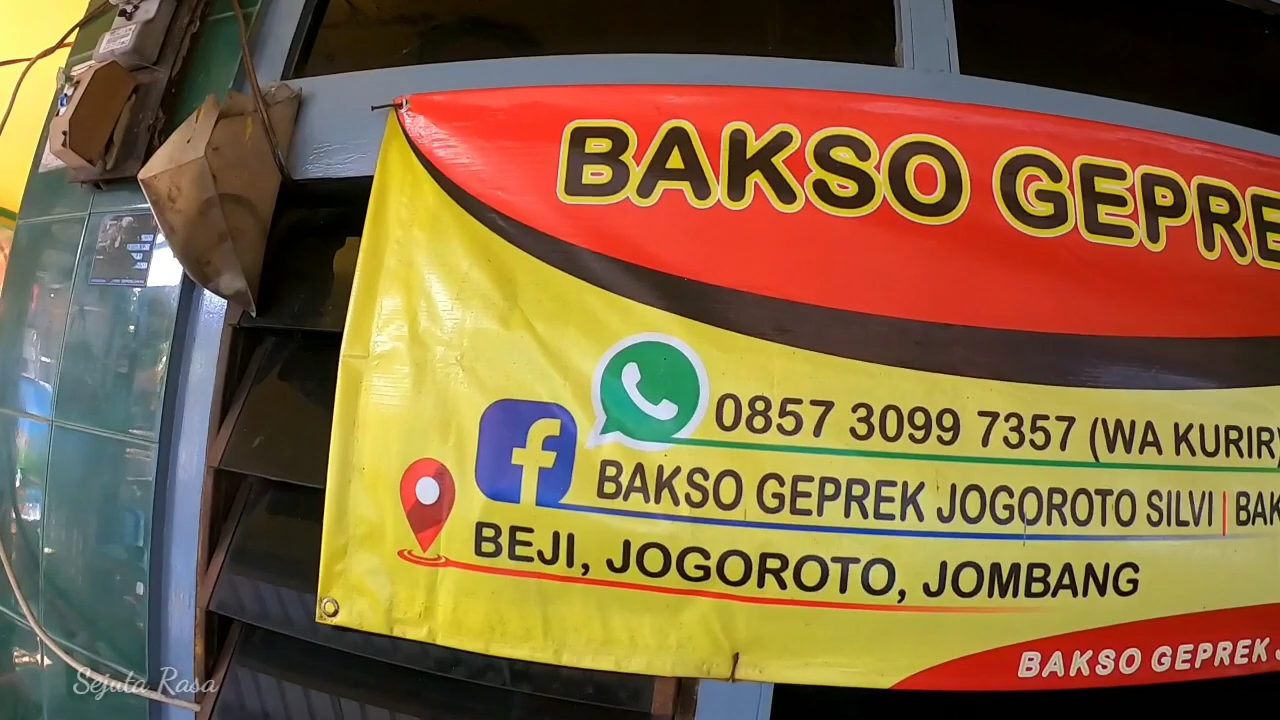 BAKSO GEPRE
0857 3099 7357 (WA KURIR)
BAKSO GEPREK JOGOROTO SILVI | BAK
BEJI, JOGOROTO, JOMBANG
BAKSO GEPREK
Sejuta Rasa